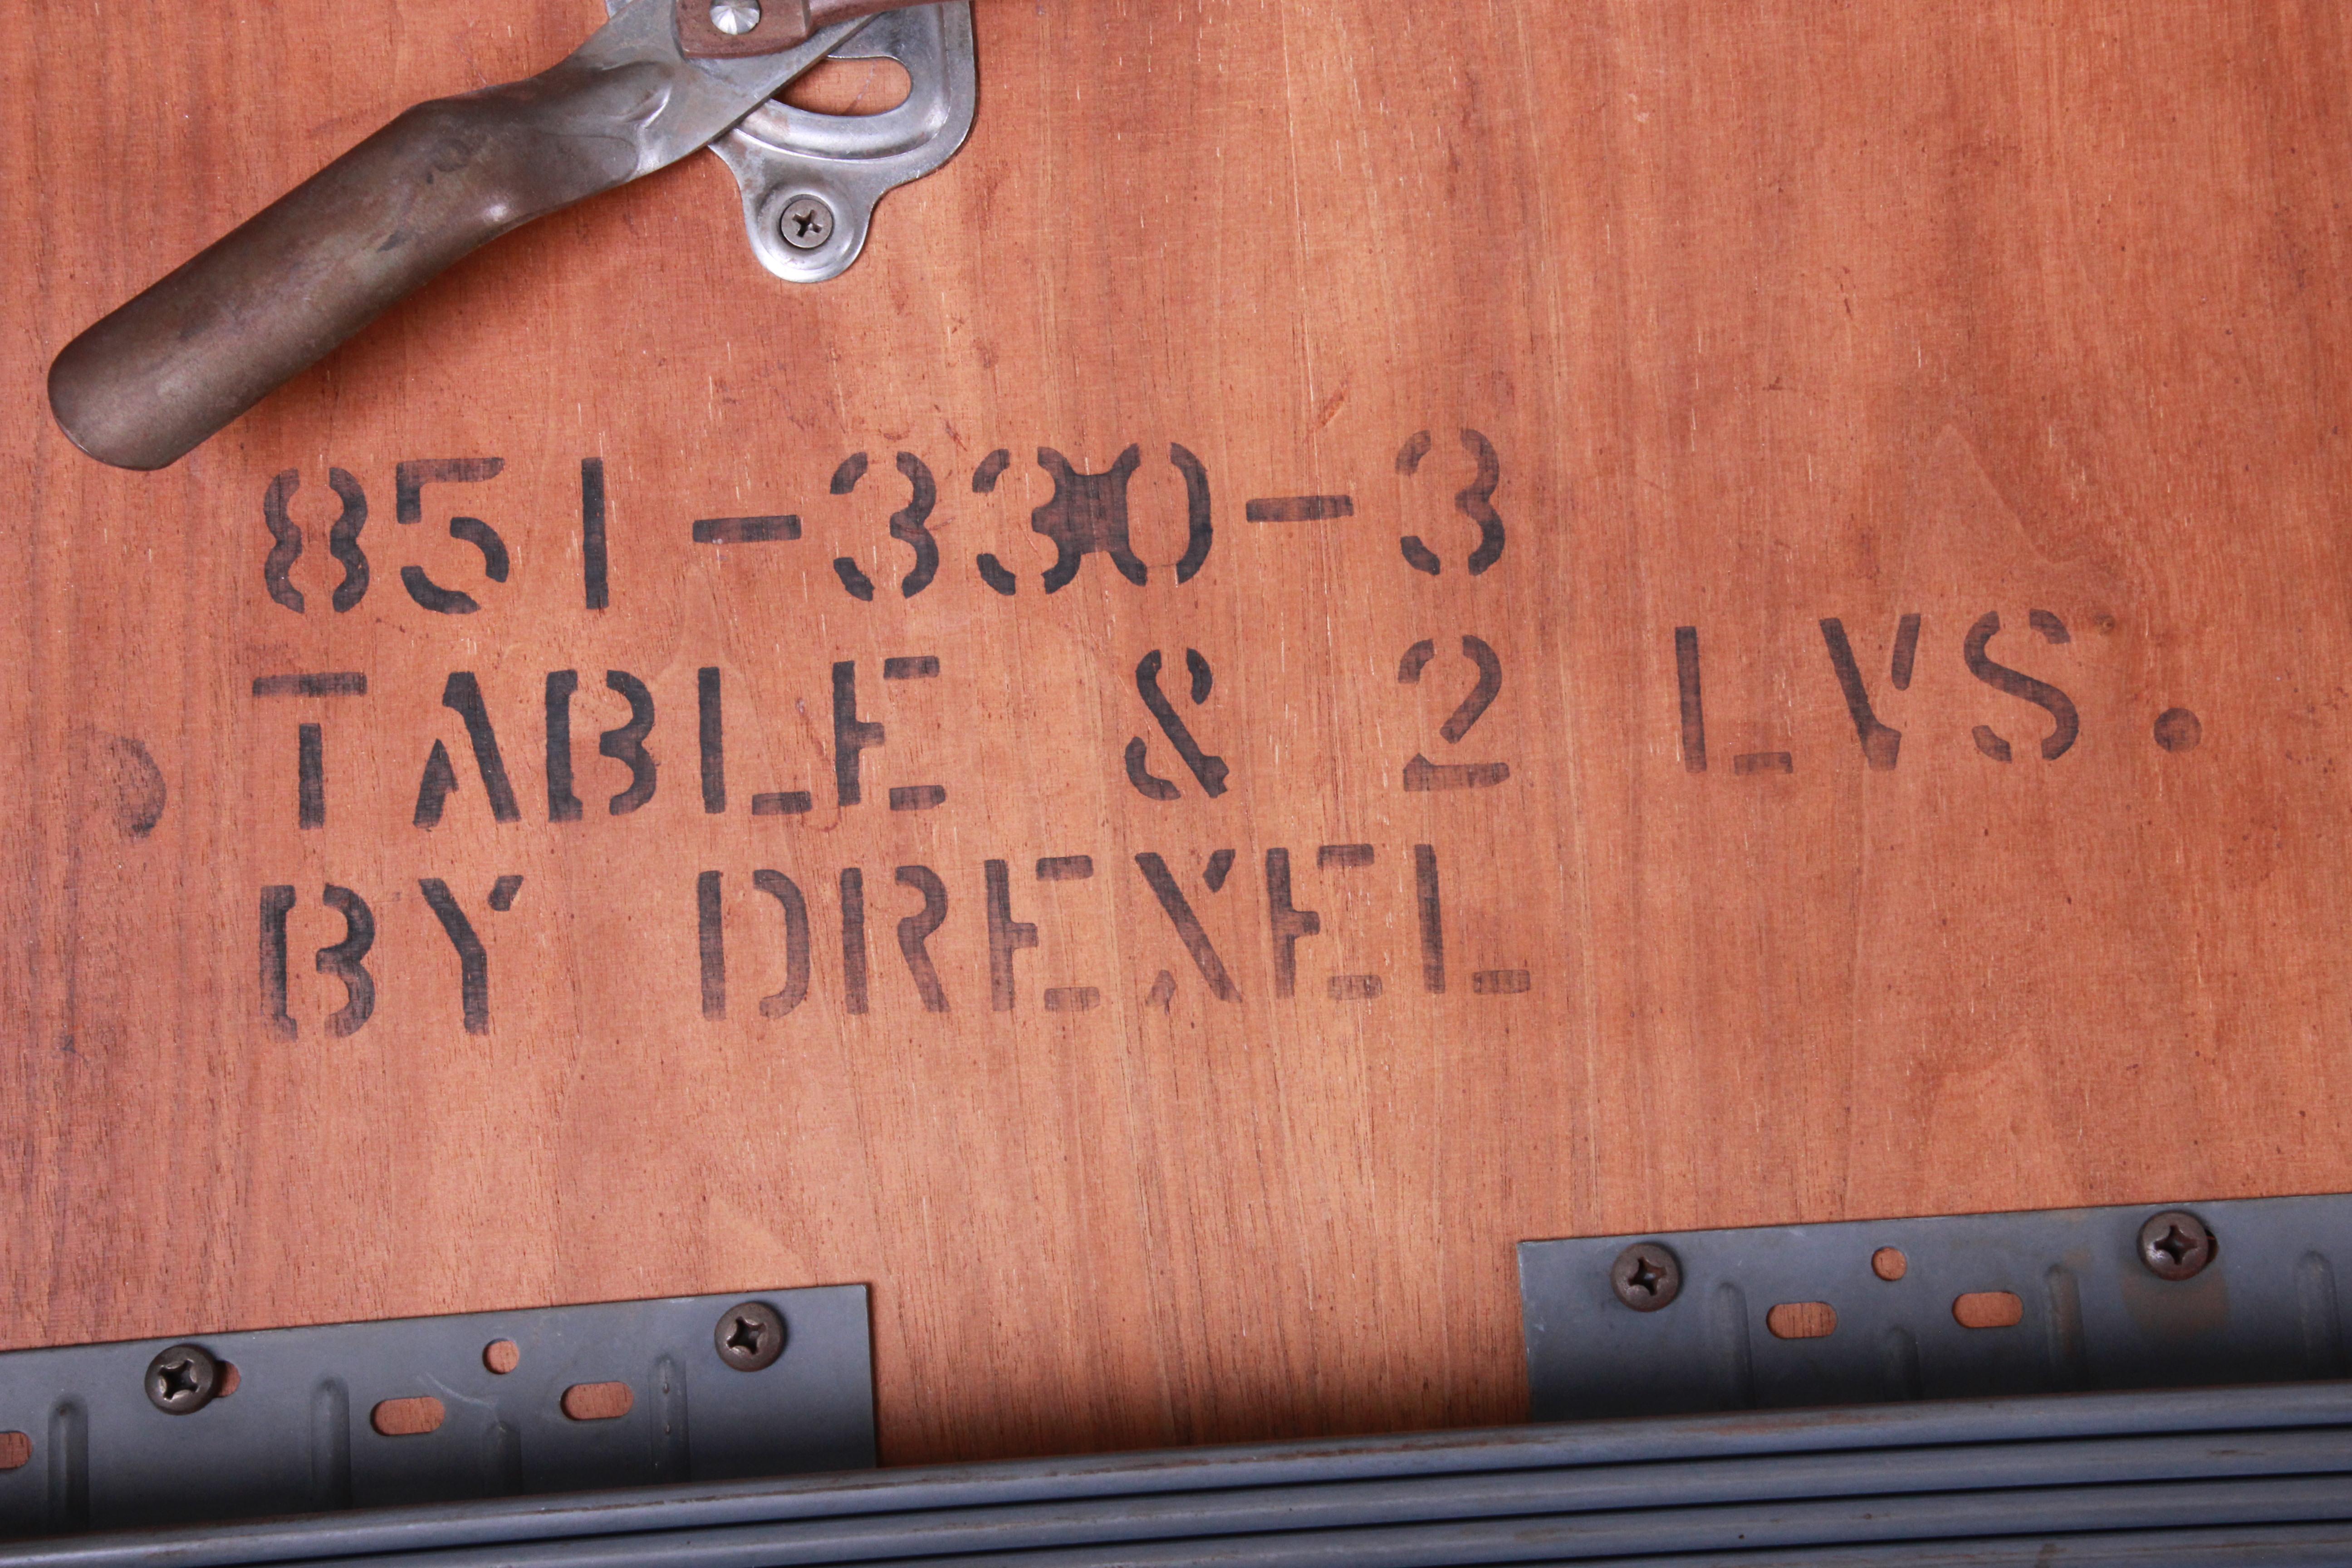 851-330-3
TABLE & 2 LVS.
BY DREXEL